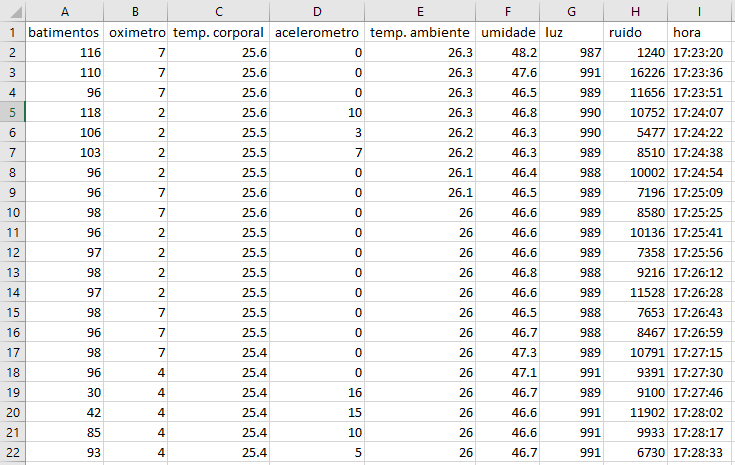 A B C D E F G H I
1 batimentos oximetro temp. corporal acelerometro temp. ambiente umidade luz ruido hora
2 116 7 25.6 0 26.3 48.2 987 1240 17:23:20
3 110 7 25.6 0 26.3 47.6 991 16226 17:23:36
4 96 7 25.6 0 26.3 46.5 989 11656 17:23:51
5 118 2 25.6 10 26.3 46.8 990 10752 17:24:07
6 106 2 25.5 3 26.2 46.3 990 5477 17:24:22
7 103 2 25.5 7 26.2 46.3 989 8510 17:24:38
8 96 2 25.5 0 26.1 46.4 988 10002 17:24:54
9 96 7 25.6 0 26.1 46.5 989 7196 17:25:09
10 98 7 25.6 0 26 46.6 989 8580 17:25:25
11 96 2 25.5 0 26 46.6 989 10136 17:25:41
12 97 2 25.5 0 26 46.6 989 7358 17:25:56
13 98 2 25.5 0 26 46.8 988 9216 17:26:12
14 97 2 25.5 0 26 46.6 989 11528 17:26:28
15 98 7 25.5 0 26 46.5 988 7653 17:26:43
16 96 7 25.5 0 26 46.7 988 8467 17:26:59
17 98 7 25.4 0 26 47.3 989 10791 17:27:15
18 96 4 25.4 0 26 47.1 991 9391 17:27:30
19 30 4 25.4 16 26 46.7 989 9100 17:27:46
20 42 4 25.4 15 26 46.6 991 11902 17:28:02
21 85 4 25.4 10 26 46.6 991 9933 17:28:17
22 93 4 25.4 5 26 46.7 991 6730 17:28:33